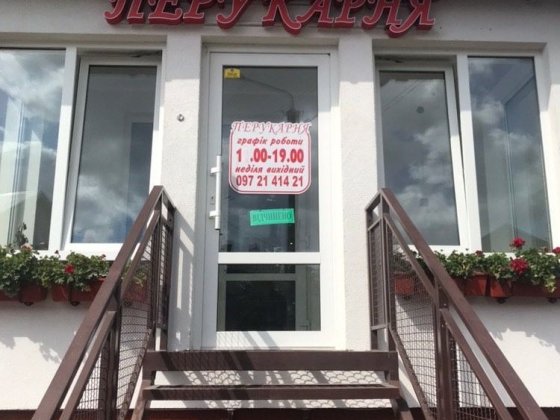 ПЕРУКАРНЯ
ПЕРУКАРНЯ
графік роботи
1 .00-19.00
неділя вихідний
097 21 414 21
ВІДЧИНЕНО